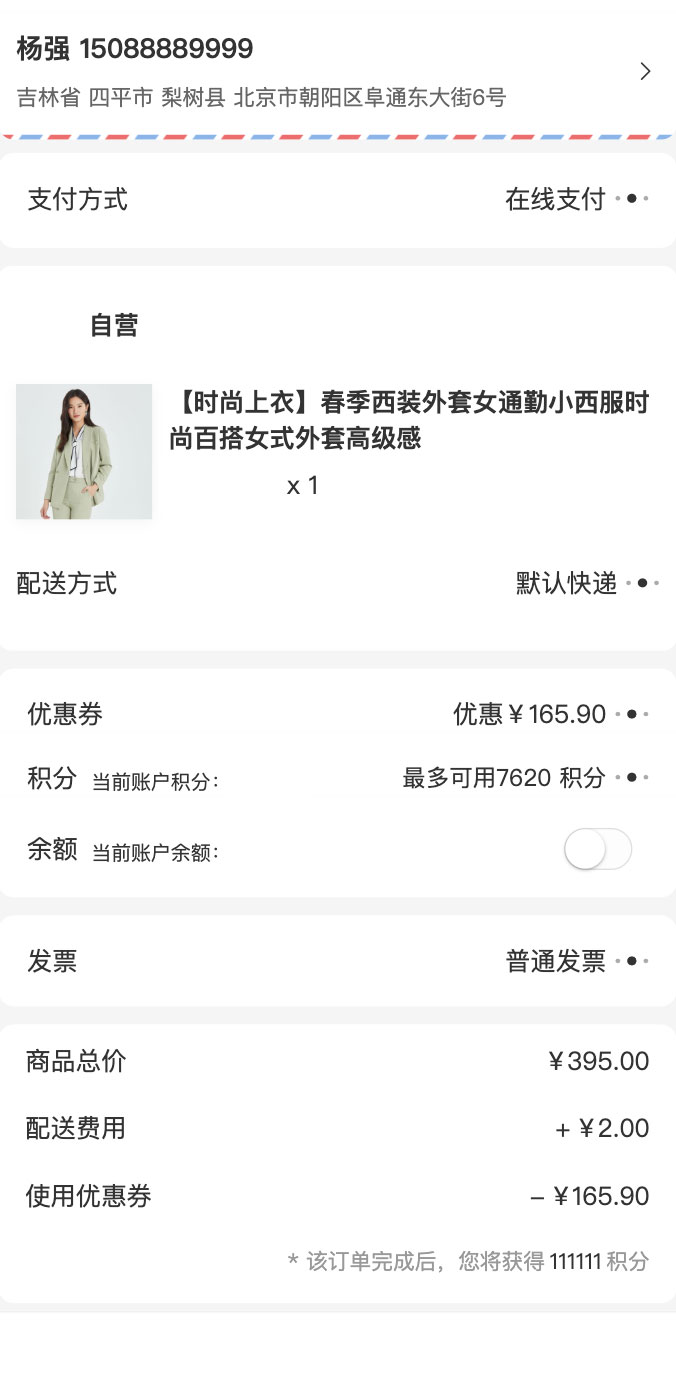 杨强 15088889999
吉林省 四平市 梨树县 北京市朝阳区阜通东大街6号
支付方式 在线支付
自营
【时尚上衣】春季西装外套女通勤小西服时
尚百搭女式外套高级感
x 1
配送方式 默认快递
优惠券 优惠¥165.90
积分 当前账户积分: 最多可用7620 积分
余额 当前账户余额:
发票 普通发票
商品总价 ¥395.00
配送费用 + ¥2.00
使用优惠券 – ¥165.90
* 该订单完成后，您将获得 111111 积分